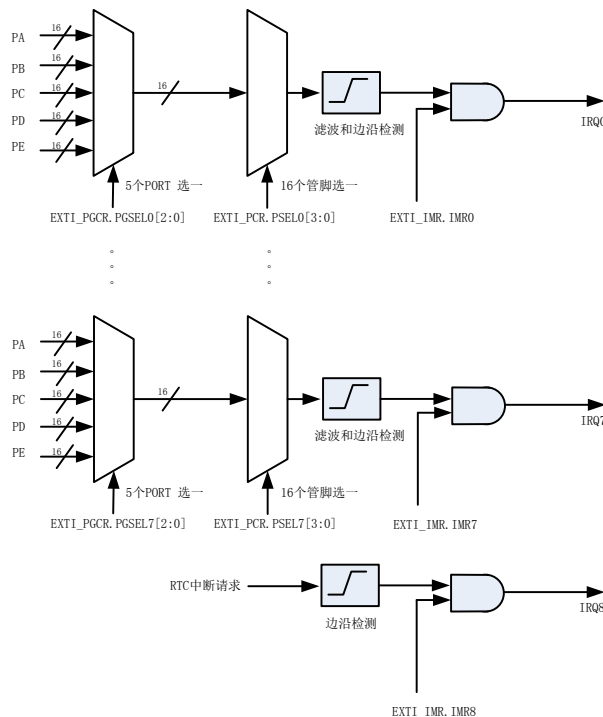 PA
16
PB
16
PC
16
PD
16
PE
16
16
滤波和边沿检测
IRQ0
5个PORT 选一
16个管脚选一
EXTI_PGCR.PGSEL0[2:0]
EXTI_PCR.PSEL0[3:0]
EXTI_IMR.IMR0
PA
16
PB
16
PC
16
PD
16
PE
16
16
滤波和边沿检测
IRQ7
5个PORT 选一
16个管脚选一
EXTI_PGCR.PGSEL7[2:0]
EXTI_PCR.PSEL7[3:0]
EXTI_IMR.IMR7
RTC中断请求
边沿检测
IRQ8
EXTI IMR.IMR8